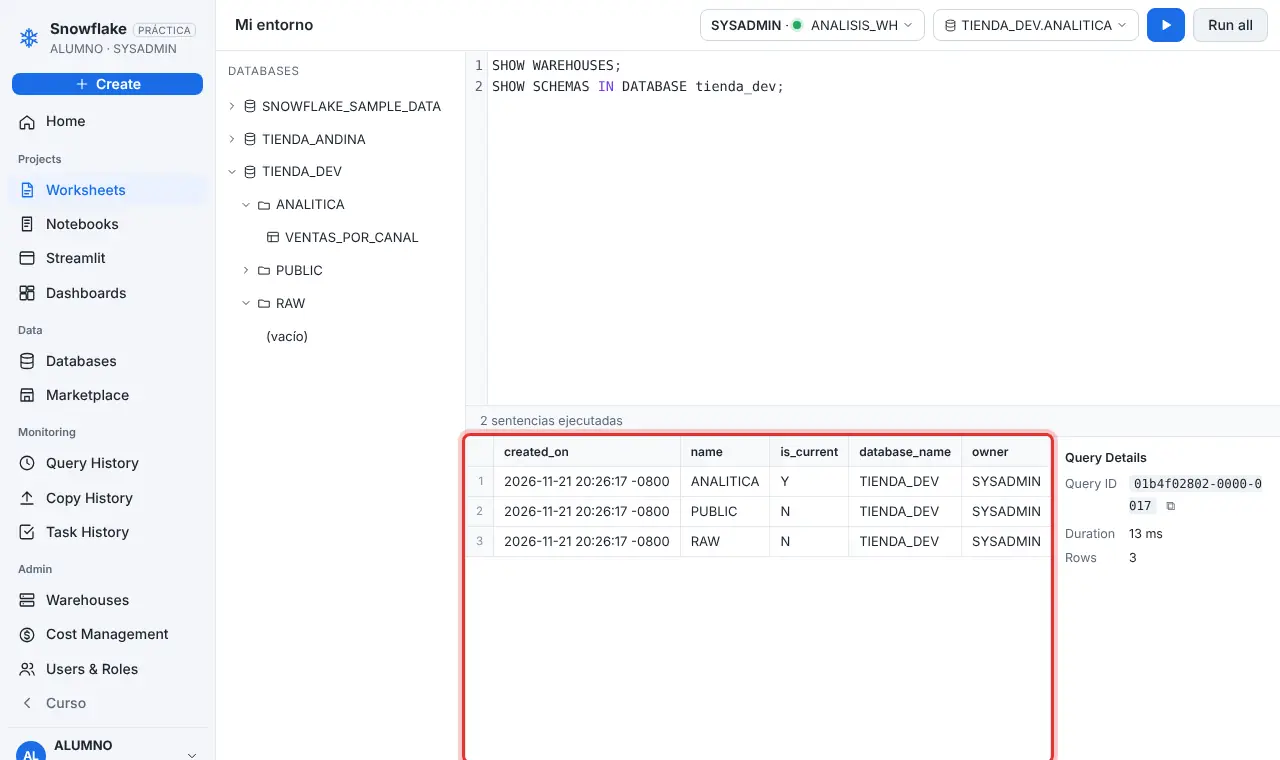 Snowflake PRÁCTICA
ALUMNO · SYSADMIN
+ Create
Home
Projects
Worksheets
Notebooks
Streamlit
Dashboards
Data
Databases
Marketplace
Monitoring
Query History
Copy History
Task History
Admin
Warehouses
Cost Management
Users & Roles
Curso
AL
ALUMNO
Mi entorno
SYSADMIN · ANALISIS_WH
TIENDA_DEV.ANALITICA
Run all
DATABASES
SNOWFLAKE_SAMPLE_DATA
TIENDA_ANDINA
TIENDA_DEV
ANALITICA
VENTAS_POR_CANAL
PUBLIC
RAW
(vacío)
1 SHOW WAREHOUSES;
2 SHOW SCHEMAS IN DATABASE tienda_dev;
2 sentencias ejecutadas
created_on name is_current database_name owner
1 2026-11-21 20:26:17 -0800 ANALITICA Y TIENDA_DEV SYSADMIN
2 2026-11-21 20:26:17 -0800 PUBLIC N TIENDA_DEV SYSADMIN
3 2026-11-21 20:26:17 -0800 RAW N TIENDA_DEV SYSADMIN
Query Details
Query ID 01b4f02802-0000-0
017
Duration 13 ms
Rows 3